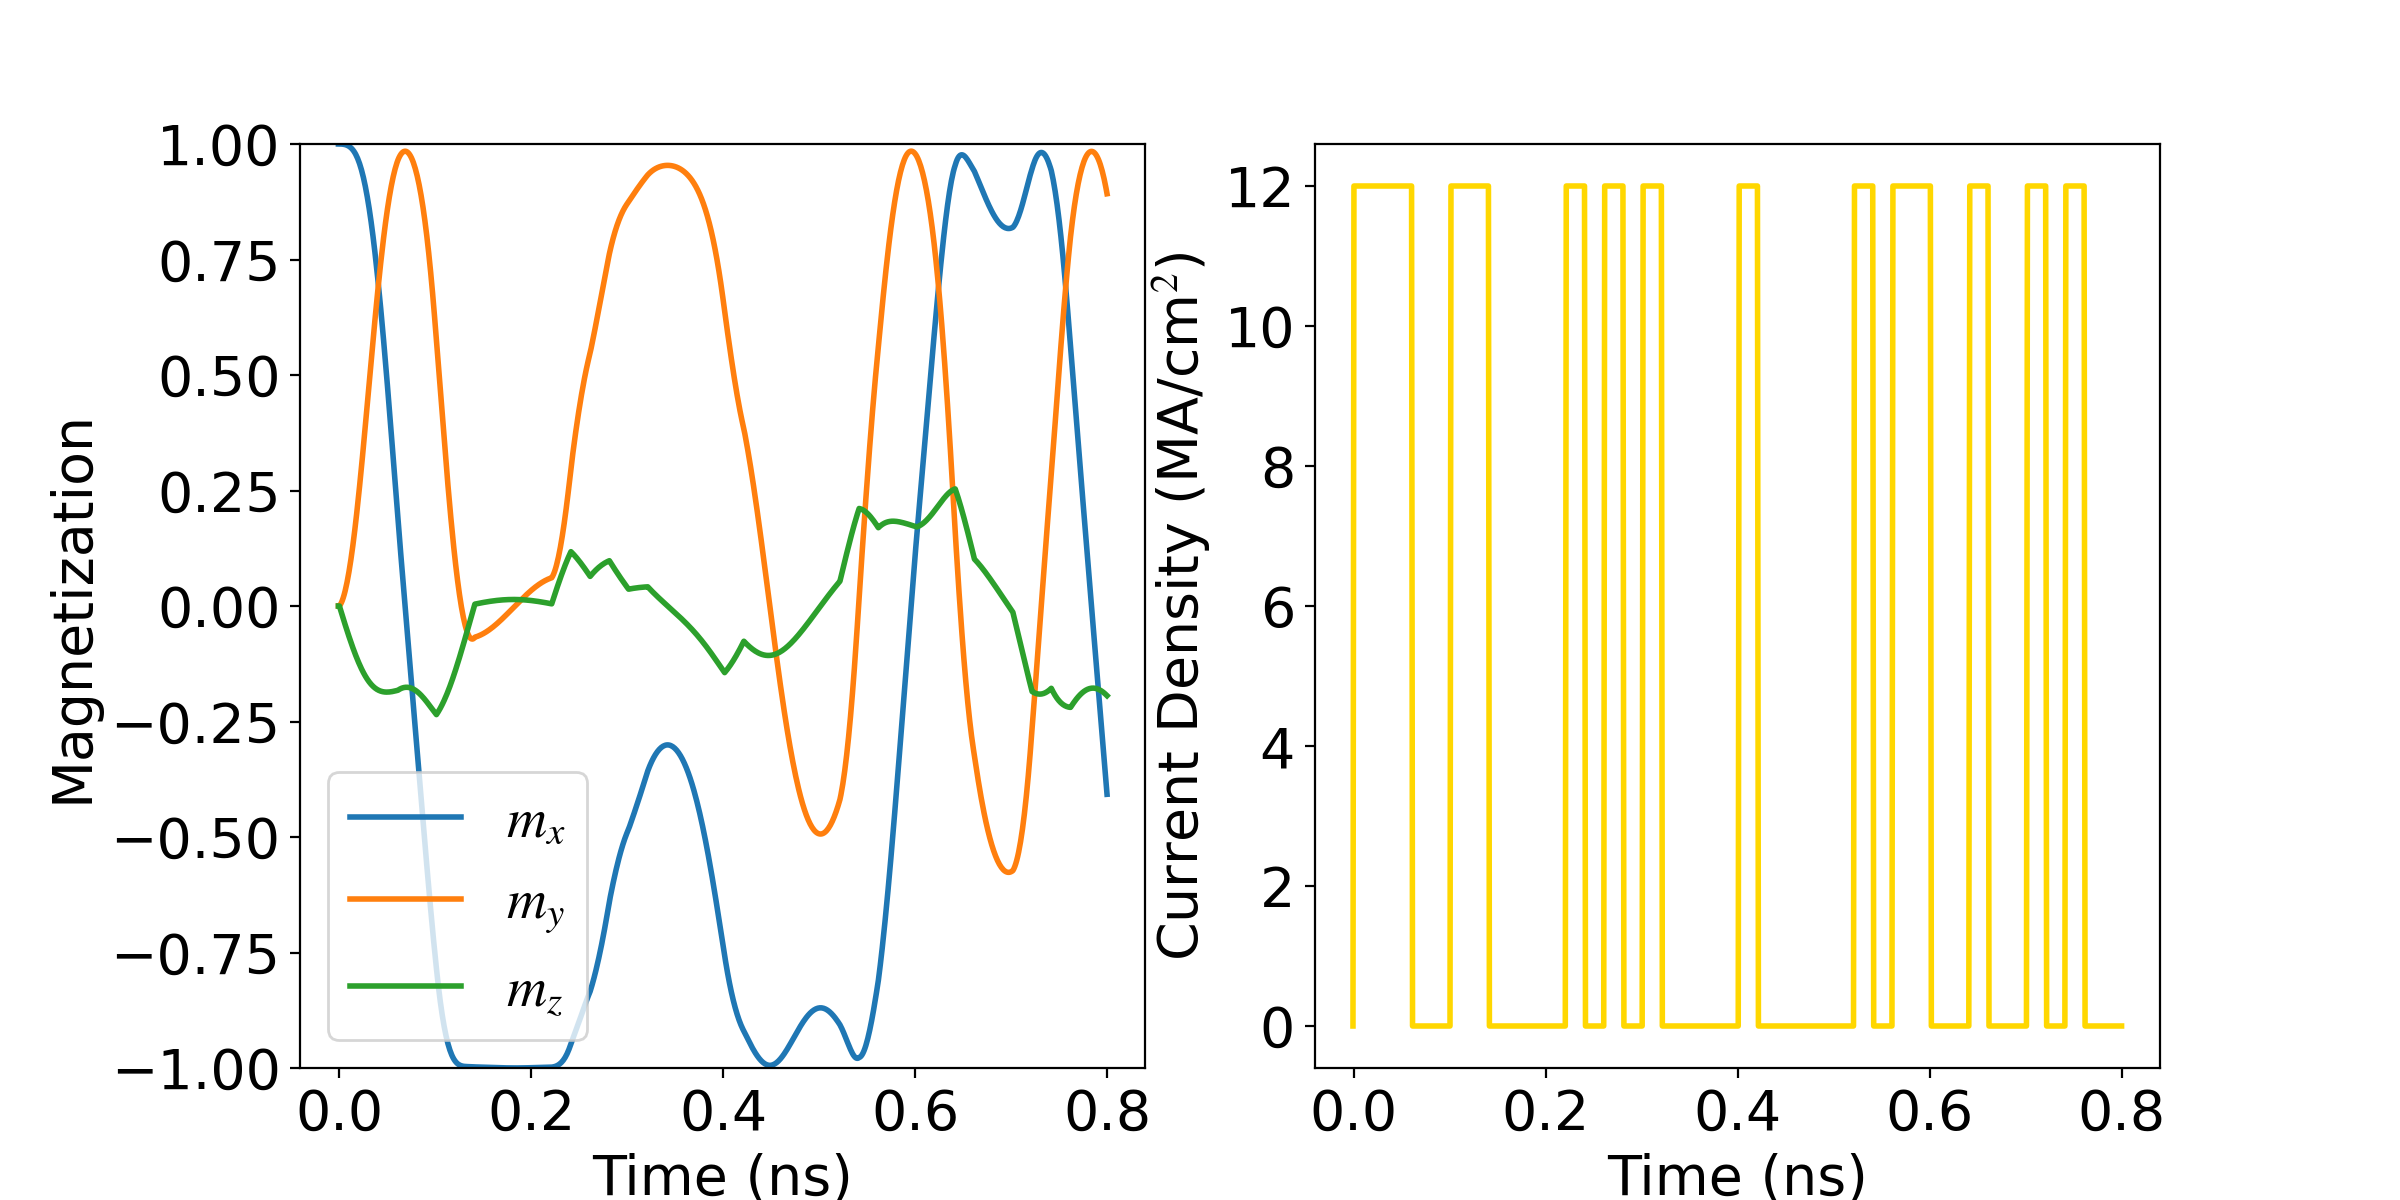 Magnetization
1.00
0.75
0.50
0.25
0.00
−0.25
−0.50
−0.75
−1.00
m_x
m_y
m_z
0.0 0.2 0.4 0.6 0.8
Time (ns)
Current Density (MA/cm²)
12
10
8
6
4
2
0
0.0 0.2 0.4 0.6 0.8
Time (ns)